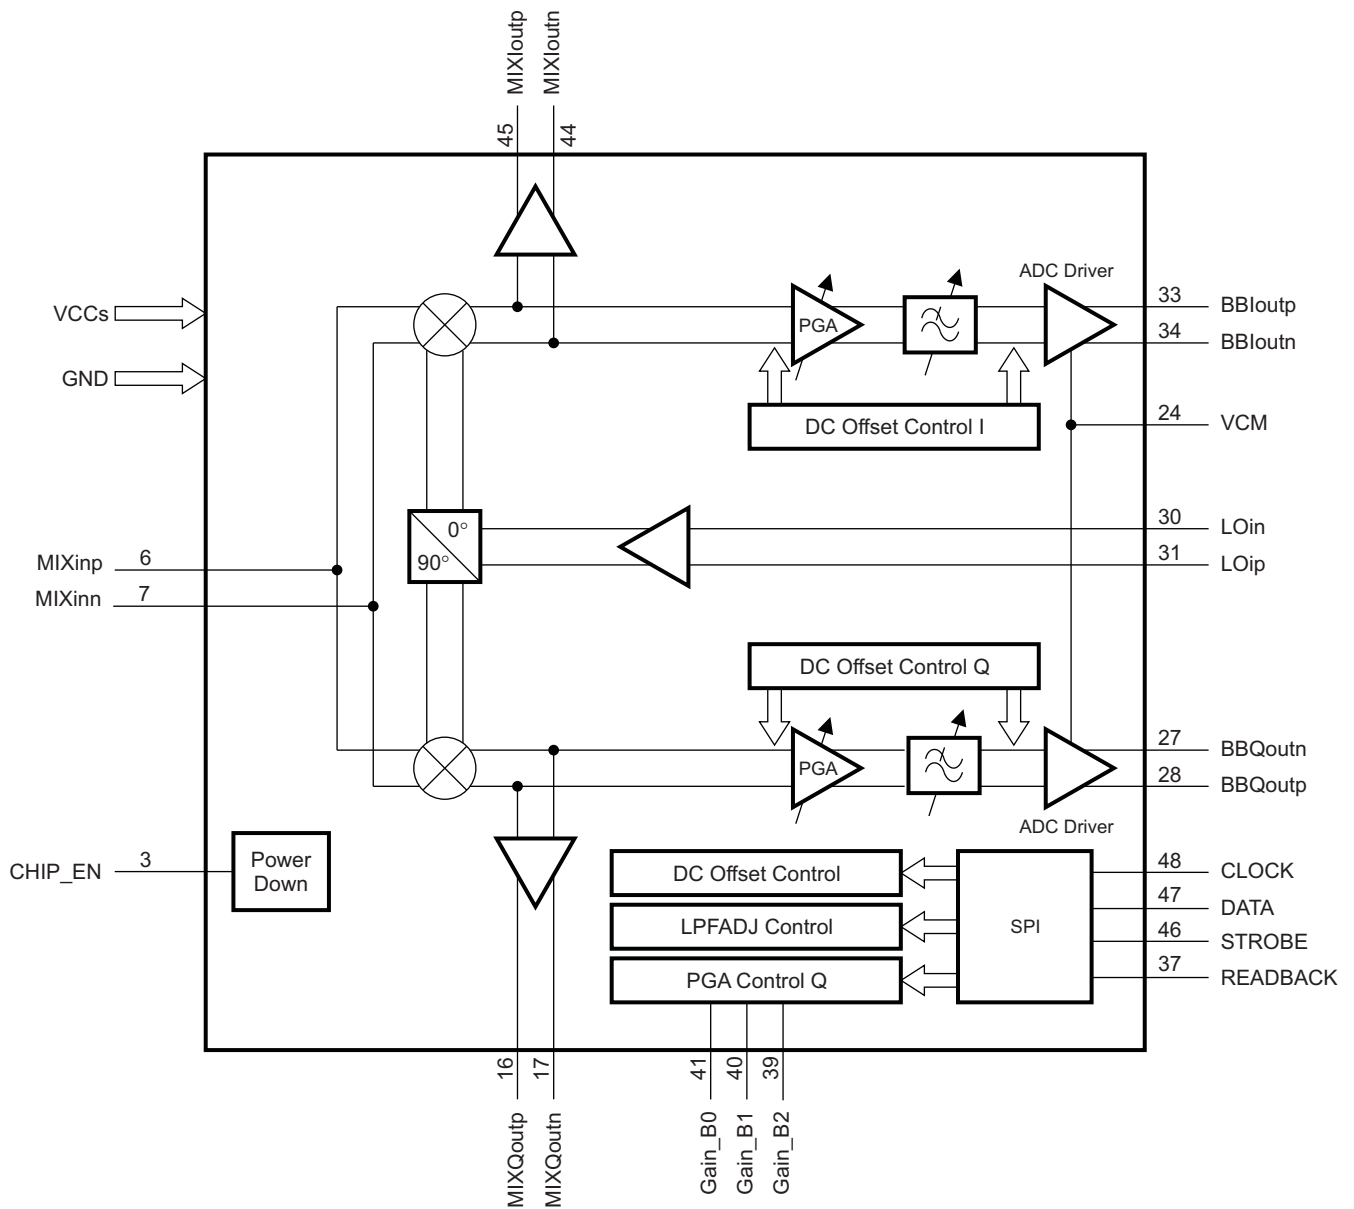 MIXIoutp
MIXIoutn
45
44
ADC Driver
VCCs
33
BBIoutp
PGA
34
BBIoutn
GND
24
VCM
DC Offset Control I
0°
30
LOin
90°
31
LOip
MIXinp
6
MIXinn
7
DC Offset Control Q
27
BBQoutn
PGA
28
BBQoutp
ADC Driver
CHIP_EN
3
Power
Down
DC Offset Control
LPFADJ Control
PGA Control Q
SPI
48
CLOCK
47
DATA
46
STROBE
37
READBACK
16
17
41
40
39
MIXQoutp
MIXQoutn
Gain_B0
Gain_B1
Gain_B2